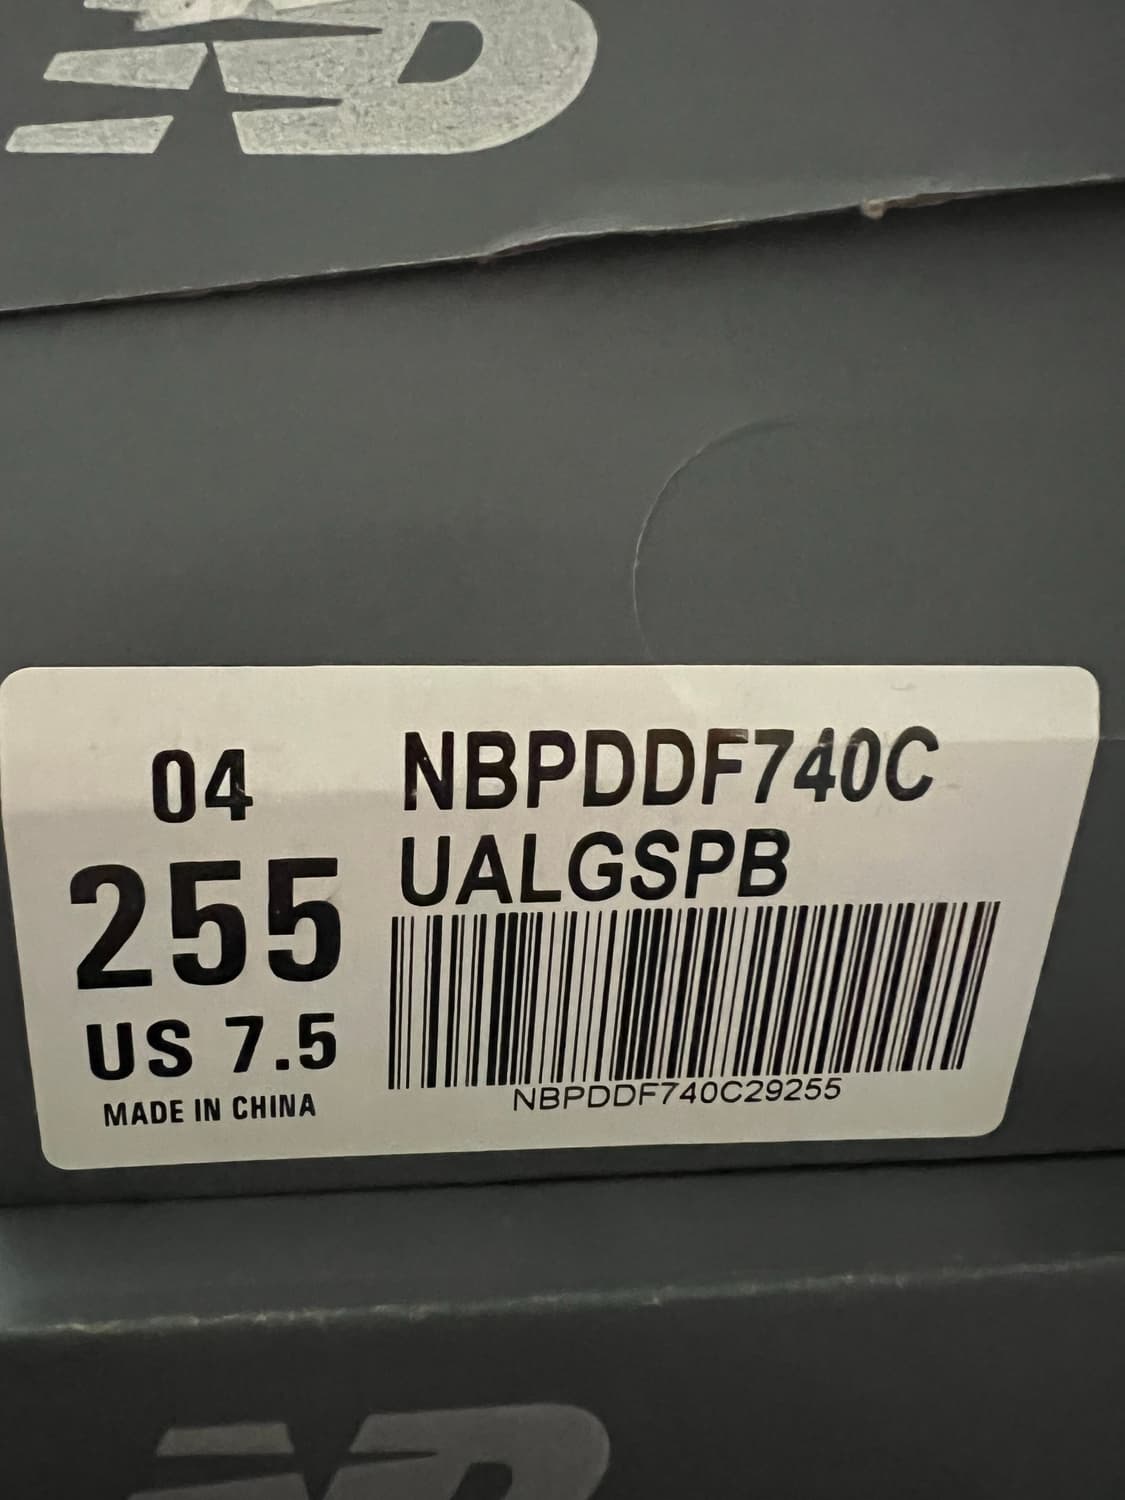 04
255
US 7.5
MADE IN CHINA
NBPDDF740C
UALGSPB
NBPDDF740C29255